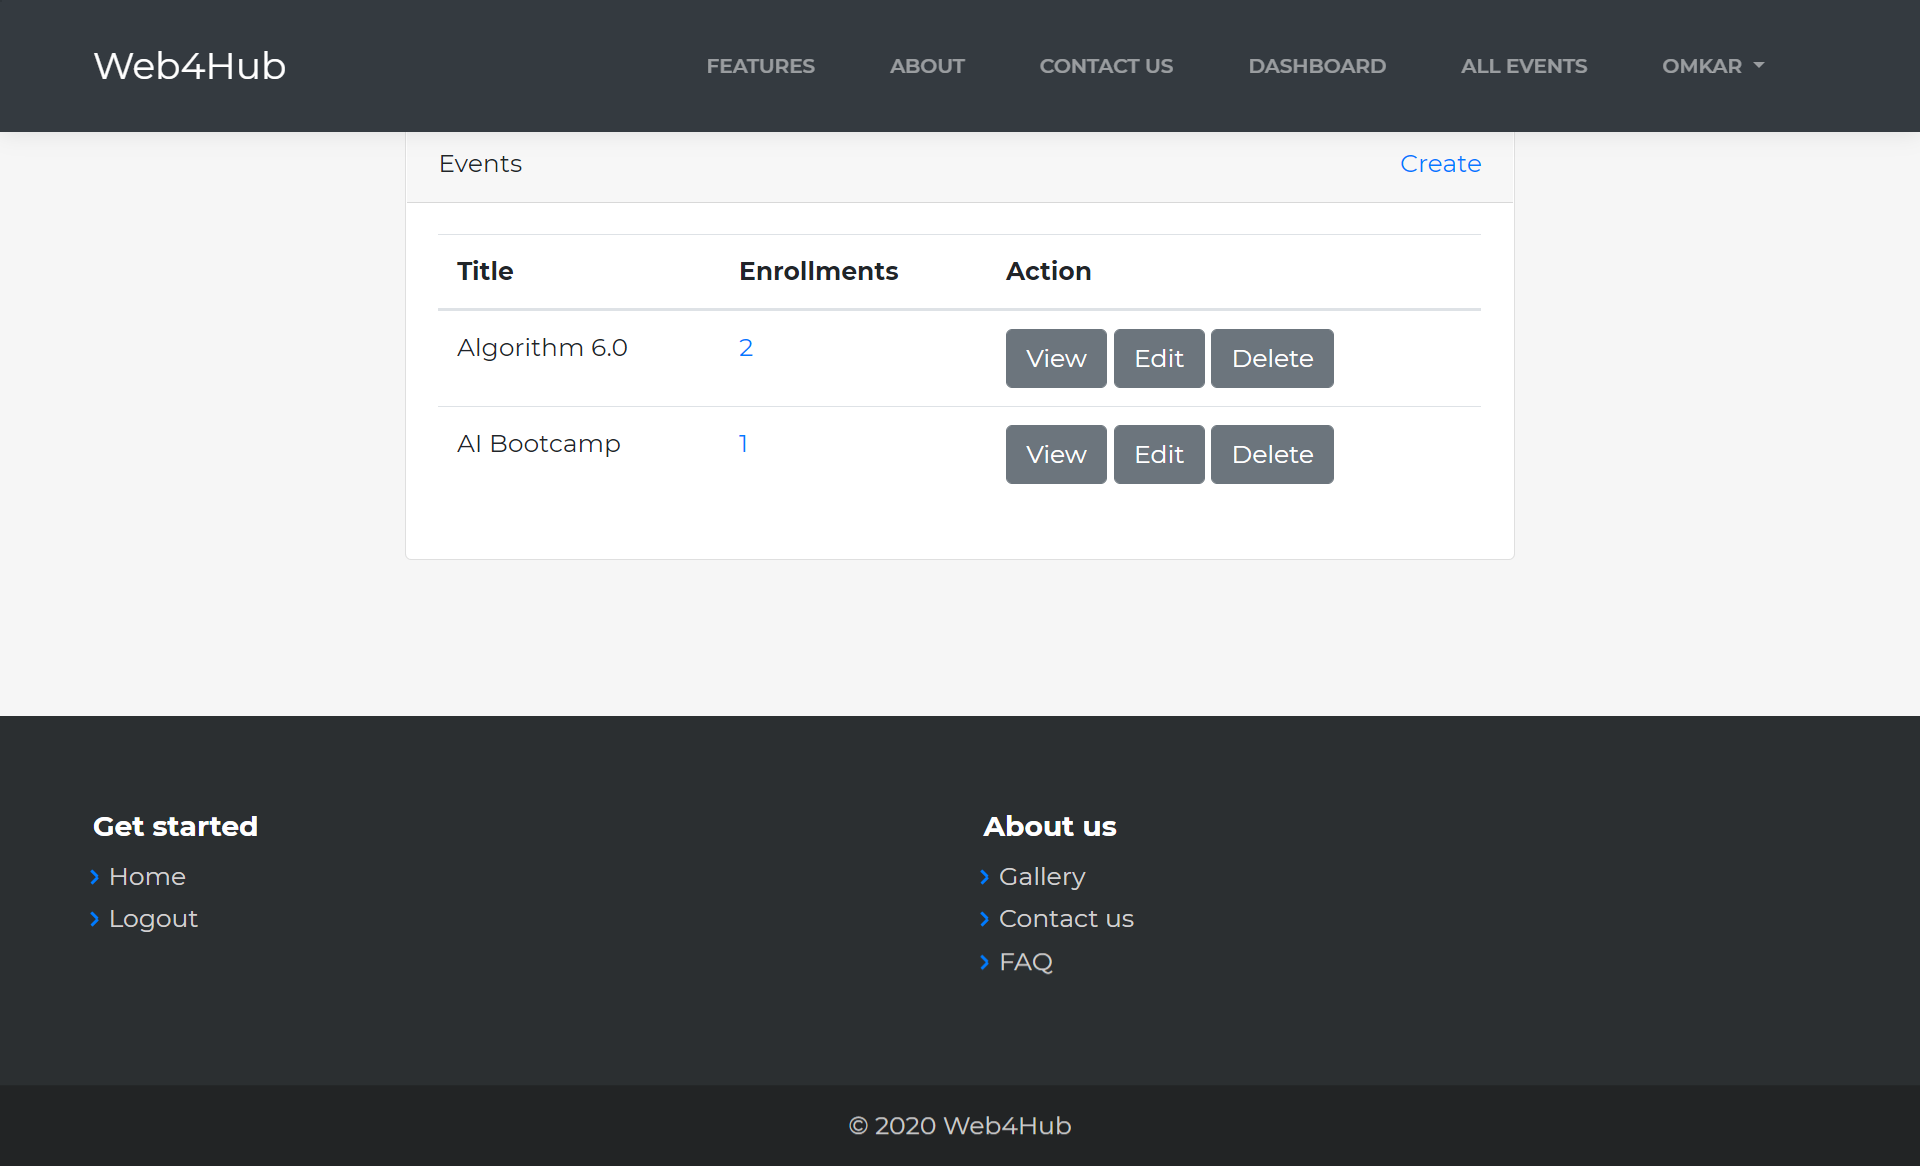 Web4Hub FEATURES ABOUT CONTACT US DASHBOARD ALL EVENTS OMKAR
Events Create
Title Enrollments Action
Algorithm 6.0 2 View Edit Delete
AI Bootcamp 1 View Edit Delete
Get started
Home
Logout
About us
Gallery
Contact us
FAQ
© 2020 Web4Hub